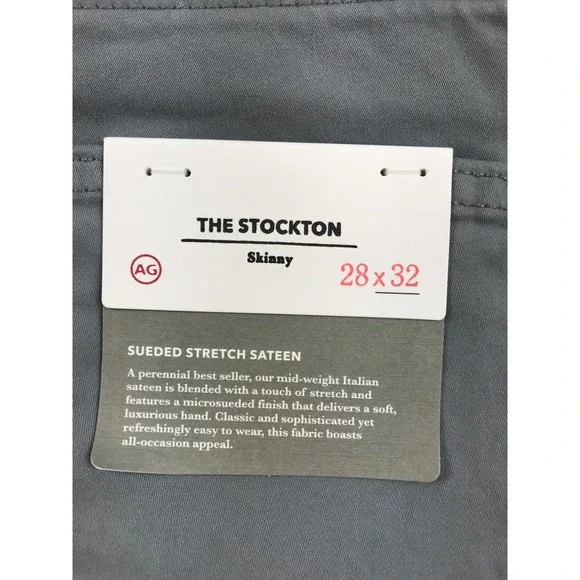 THE STOCKTON
Skinny
AG
28 x 32
SUEDED STRETCH SATEEN
A perennial best seller, our mid-weight Italian
sateen is blended with a touch of stretch and
features a microsueded finish that delivers a soft,
luxurious hand. Classic and sophisticated yet
refreshingly easy to wear, this fabric boasts
all-occasion appeal.